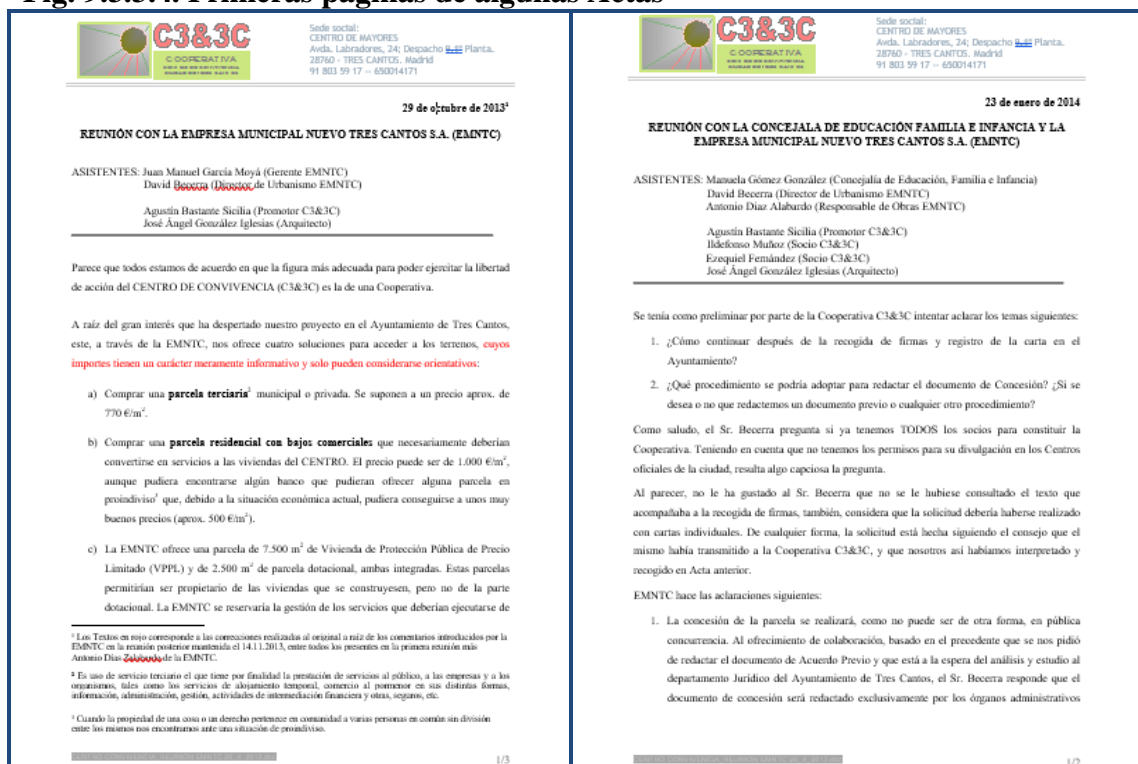 Fig. 9.5.5.4. Primeras páginas de algunas Actas
C3&3C
COOPERATIVA
Sede social:
CENTRO DE MAYORES
Avda. Labradores, 24; Despacho Planta.
28760 - TRES CANTOS. Madrid
91 803 59 17 -- 650014171
29 de octubre de 2013¹
REUNIÓN CON LA EMPRESA MUNICIPAL NUEVO TRES CANTOS S.A. (EMNTC)
ASISTENTES: Juan Manuel García Moyá (Gerente EMNTC)
David Becerra (Director de Urbanismo EMNTC)
Agustín Bastante Sicilia (Promotor C3&3C)
José Ángel González Iglesias (Arquitecto)
Parece que todos estamos de acuerdo en que la figura más adecuada para poder ejercitar la libertad
de acción del CENTRO DE CONVIVENCIA (C3&3C) es la de una Cooperativa.
A raíz del gran interés que ha despertado nuestro proyecto en el Ayuntamiento de Tres Cantos,
este, a través de la EMNTC, nos ofrece cuatro soluciones para acceder a los terrenos, cuyos
importes tienen un carácter meramente informativo y solo pueden considerarse orientativos:
a) Comprar una parcela terciaria² municipal o privada. Se suponen a un precio aprox. de
770 €/m².
b) Comprar una parcela residencial con bajos comerciales que necesariamente deberían
convertirse en servicios a las viviendas del CENTRO. El precio puede ser de 1.000 €/m²,
aunque pudiera encontrarse algún banco que pudieran ofrecer alguna parcela en
proindiviso³ que, debido a la situación económica actual, pudiera conseguirse a unos muy
buenos precios (aprox. 500 €/m²).
c) La EMNTC ofrece una parcela de 7.500 m² de Vivienda de Protección Pública de Precio
Limitado (VPPL) y de 2.500 m² de parcela dotacional, ambas integradas. Estas parcelas
permitirían ser propietario de las viviendas que se construyesen, pero no de la parte
dotacional. La EMNTC se reservaría la gestión de los servicios que deberían ejecutarse de
¹ Los Textos en rojo corresponde a las correcciones realizadas al original a raíz de los comentarios introducidos por la
EMNTC en la reunión posterior mantenida el 14.11.2013, entre todos los presentes en la primera reunión más
Antonio Días de la EMNTC.
² Es uso de servicio terciario el que tiene por finalidad la prestación de servicios al público, a las empresas y a los
organismos, tales como los servicios de alojamiento temporal, comercio al pormenor en sus distintas formas,
información, administración, gestión, actividades de intermediación financiera y otras, seguros, etc.
³ Cuando la propiedad de una cosa o un derecho pertenece en comunidad a varias personas en común sin división
entre los mismos nos encontramos ante una situación de proindiviso.
1/3
C3&3C
COOPERATIVA
Sede social:
CENTRO DE MAYORES
Avda. Labradores, 24; Despacho Planta.
28760 - TRES CANTOS. Madrid
91 803 59 17 -- 650014171
23 de enero de 2014
REUNIÓN CON LA CONCEJALA DE EDUCACIÓN FAMILIA E INFANCIA Y LA
EMPRESA MUNICIPAL NUEVO TRES CANTOS S.A. (EMNTC)
ASISTENTES: Manuela Gómez González (Concejalía de Educación, Familia e Infancia)
David Becerra (Director de Urbanismo EMNTC)
Antonio Diaz Alabardo (Responsable de Obras EMNTC)
Agustín Bastante Sicilia (Promotor C3&3C)
Ildefonso Muñoz (Socio C3&3C)
Ezequiel Fernández (Socio C3&3C)
José Ángel González Iglesias (Arquitecto)
Se tenía como preliminar por parte de la Cooperativa C3&3C intentar aclarar los temas siguientes:
1. ¿Cómo continuar después de la recogida de firmas y registro de la carta en el
Ayuntamiento?
2. ¿Qué procedimiento se podría adoptar para redactar el documento de Concesión? ¿Si se
desea o no que redactemos un documento previo o cualquier otro procedimiento?
Como saludo, el Sr. Becerra pregunta si ya tenemos TODOS los socios para constituir la
Cooperativa. Teniendo en cuenta que no tenemos los permisos para su divulgación en los Centros
oficiales de la ciudad, resulta algo capciosa la pregunta.
Al parecer, no le ha gustado al Sr. Becerra que no se le hubiese consultado el texto que
acompañaba a la recogida de firmas, también, considera que la solicitud debería haberse realizado
con cartas individuales. De cualquier forma, la solicitud está hecha siguiendo el consejo que el
mismo había transmitido a la Cooperativa C3&3C, y que nosotros así habíamos interpretado y
recogido en Acta anterior.
EMNTC hace las aclaraciones siguientes:
1. La concesión de la parcela se realizará, como no puede ser de otra forma, en pública
concurrencia. Al ofrecimiento de colaboración, basado en el precedente que se nos pidió
de redactar el documento de Acuerdo Previo y que está a la espera del análisis y estudio al
departamento Jurídico del Ayuntamiento de Tres Cantos, el Sr. Becerra responde que el
documento de concesión será redactado exclusivamente por los órganos administrativos
1/2